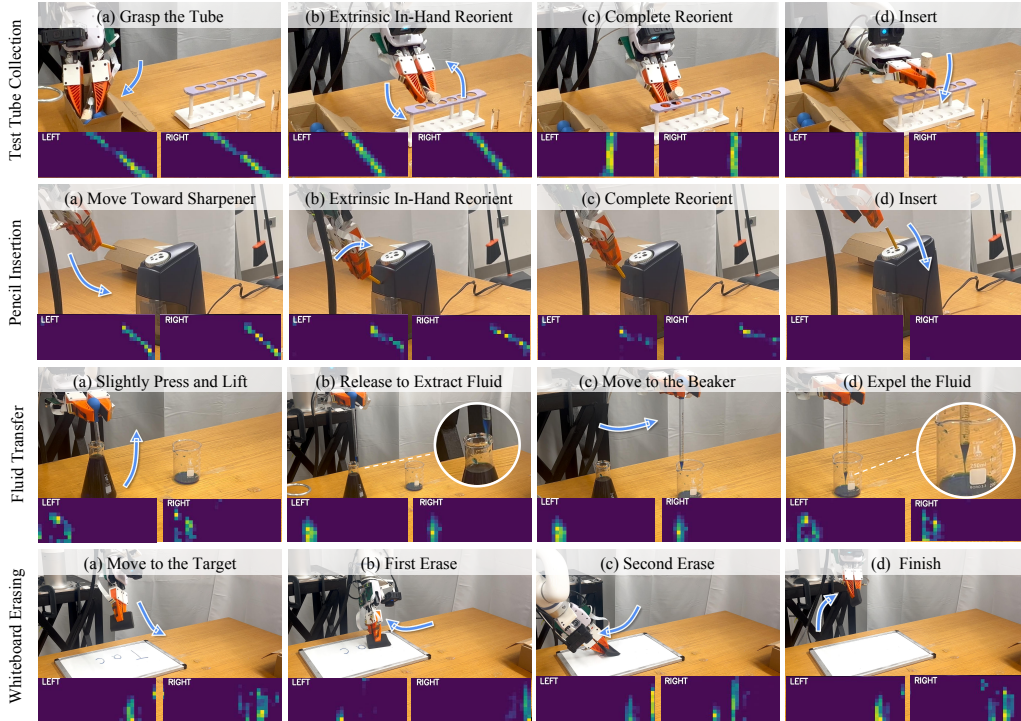 Test Tube Collection
(a) Grasp the Tube
(b) Extrinsic In-Hand Reorient
(c) Complete Reorient
(d) Insert
LEFT
RIGHT
LEFT
RIGHT
LEFT
RIGHT
LEFT
RIGHT
Pencil Insertion
(a) Move Toward Sharpener
(b) Extrinsic In-Hand Reorient
(c) Complete Reorient
(d) Insert
LEFT
RIGHT
LEFT
RIGHT
LEFT
RIGHT
LEFT
RIGHT
Fluid Transfer
(a) Slightly Press and Lift
(b) Release to Extract Fluid
(c) Move to the Beaker
(d) Expel the Fluid
LEFT
RIGHT
LEFT
RIGHT
LEFT
RIGHT
LEFT
RIGHT
Whiteboard Erasing
(a) Move to the Target
(b) First Erase
(c) Second Erase
(d) Finish
Tac
LEFT
RIGHT
LEFT
RIGHT
LEFT
RIGHT
LEFT
RIGHT